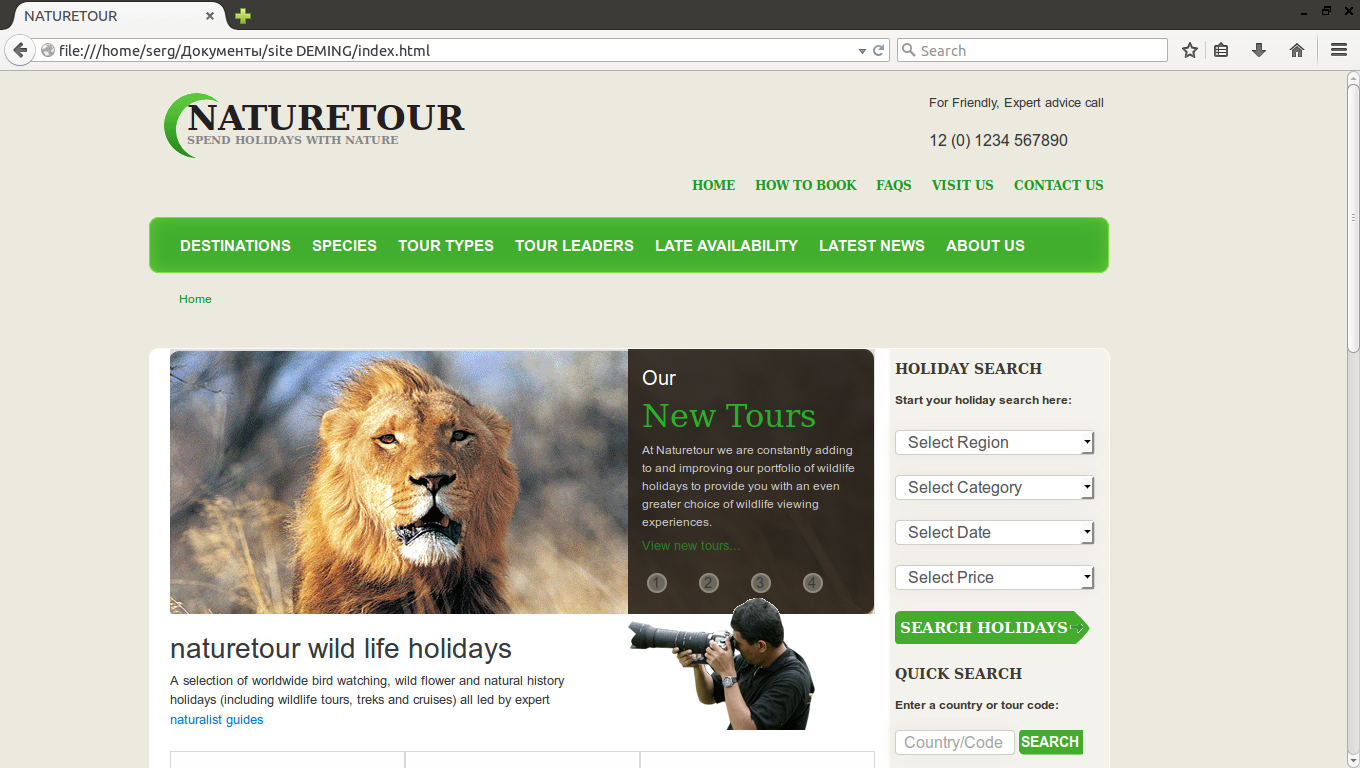 NATURETOUR
file:///home/serg/Документы/site DEMING/index.html
Search
NATURETOUR
SPEND HOLIDAYS WITH NATURE
For Friendly, Expert advice call
12 (0) 1234 567890
HOME HOW TO BOOK FAQS VISIT US CONTACT US
DESTINATIONS SPECIES TOUR TYPES TOUR LEADERS LATE AVAILABILITY LATEST NEWS ABOUT US
Home
Our
New Tours
At Naturetour we are constantly adding
to and improving our portfolio of wildlife
holidays to provide you with an even
greater choice of wildlife viewing
experiences.
View new tours...
1 2 3 4
naturetour wild life holidays
A selection of worldwide bird watching, wild flower and natural history
holidays (including wildlife tours, treks and cruises) all led by expert
naturalist guides
HOLIDAY SEARCH
Start your holiday search here:
Select Region
Select Category
Select Date
Select Price
SEARCH HOLIDAYS
QUICK SEARCH
Enter a country or tour code:
Country/Code SEARCH